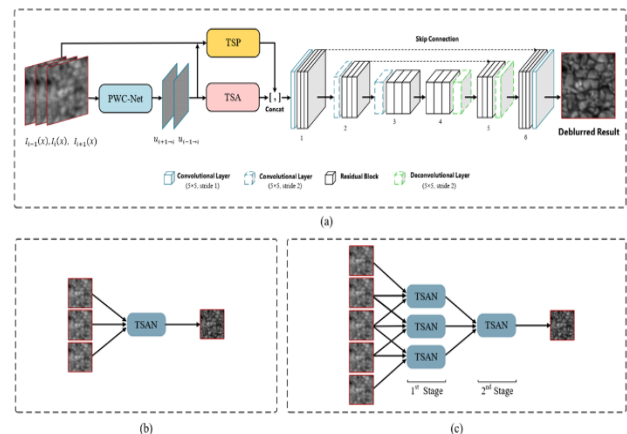 TSP
Skip Connection
PWC-Net
TSA
[ , ]
Concat
I_{i-1}(x), I_i(x), I_{i+1}(x)
u_{i+1→i} u_{i-1→i}
1
2
3
4
5
6
Deblurred Result
Convolutional Layer
(5×5, stride 1)
Convolutional Layer
(5×5, stride 2)
Residual Block
Deconvolutional Layer
(5×5, stride 2)
(a)
TSAN
(b)
TSAN
TSAN
TSAN
TSAN
1st Stage
2nd Stage
(c)